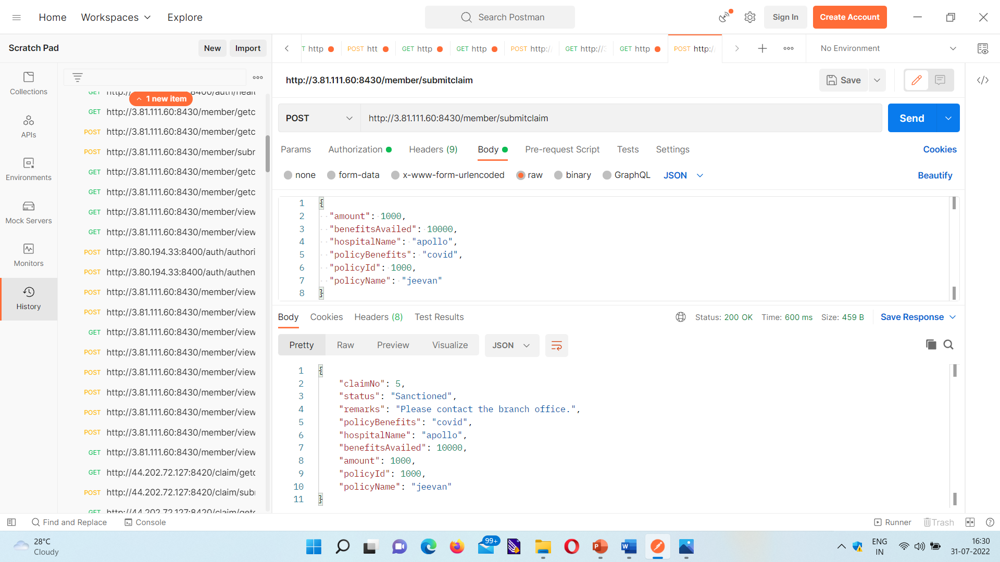 Home Workspaces Explore Search Postman Sign In Create Account
Scratch Pad New Import
T http POST htt GET http GET http POST http:/ GET http:// GET http POST http:/ No Environment
http://3.81.111.60:8430/member/submitclaim Save
POST http://3.81.111.60:8430/member/submitclaim Send
Params Authorization Headers (9) Body Pre-request Script Tests Settings Cookies
none form-data x-www-form-urlencoded raw binary GraphQL JSON Beautify
1 {
2 "amount": 1000,
3 "benefitsAvailed": 10000,
4 "hospitalName": "apollo",
5 "policyBenefits": "covid",
6 "policyId": 1000,
7 "policyName": "jeevan"
8 }
Body Cookies Headers (8) Test Results Status: 200 OK Time: 600 ms Size: 459 B Save Response
Pretty Raw Preview Visualize JSON
1 {
2 "claimNo": 5,
3 "status": "Sanctioned",
4 "remarks": "Please contact the branch office.",
5 "policyBenefits": "covid",
6 "hospitalName": "apollo",
7 "benefitsAvailed": 10000,
8 "amount": 1000,
9 "policyId": 1000,
10 "policyName": "jeevan"
11 }
Collections
APIs
Environments
Mock Servers
Monitors
History
1 new item
GET http://3.81.111.60:8430/member/getc
POST http://3.81.111.60:8430/member/getc
POST http://3.81.111.60:8430/member/subr
GET http://3.81.111.60:8430/member/getc
GET http://3.81.111.60:8430/member/getc
GET http://3.81.111.60:8430/member/view
GET http://3.81.111.60:8430/member/view
POST http://3.80.194.33:8400/auth/authori
POST http://3.80.194.33:8400/auth/authen
POST http://3.81.111.60:8430/member/view
POST http://3.81.111.60:8430/member/view
GET http://3.81.111.60:8430/member/view
POST http://3.81.111.60:8430/member/view
POST http://3.81.111.60:8430/member/view
POST http://3.81.111.60:8430/member/view
POST http://3.81.111.60:8430/member/view
POST http://3.81.111.60:8430/member/view
GET http://3.81.111.60:8430/member/view
GET http://44.202.72.127:8420/claim/getc
POST http://44.202.72.127:8420/claim/subi
GET http://44.202.72.127:8420/claim/getc
Find and Replace Console Runner Trash
28°C
Cloudy
99+
ENG
IN
16:30
31-07-2022